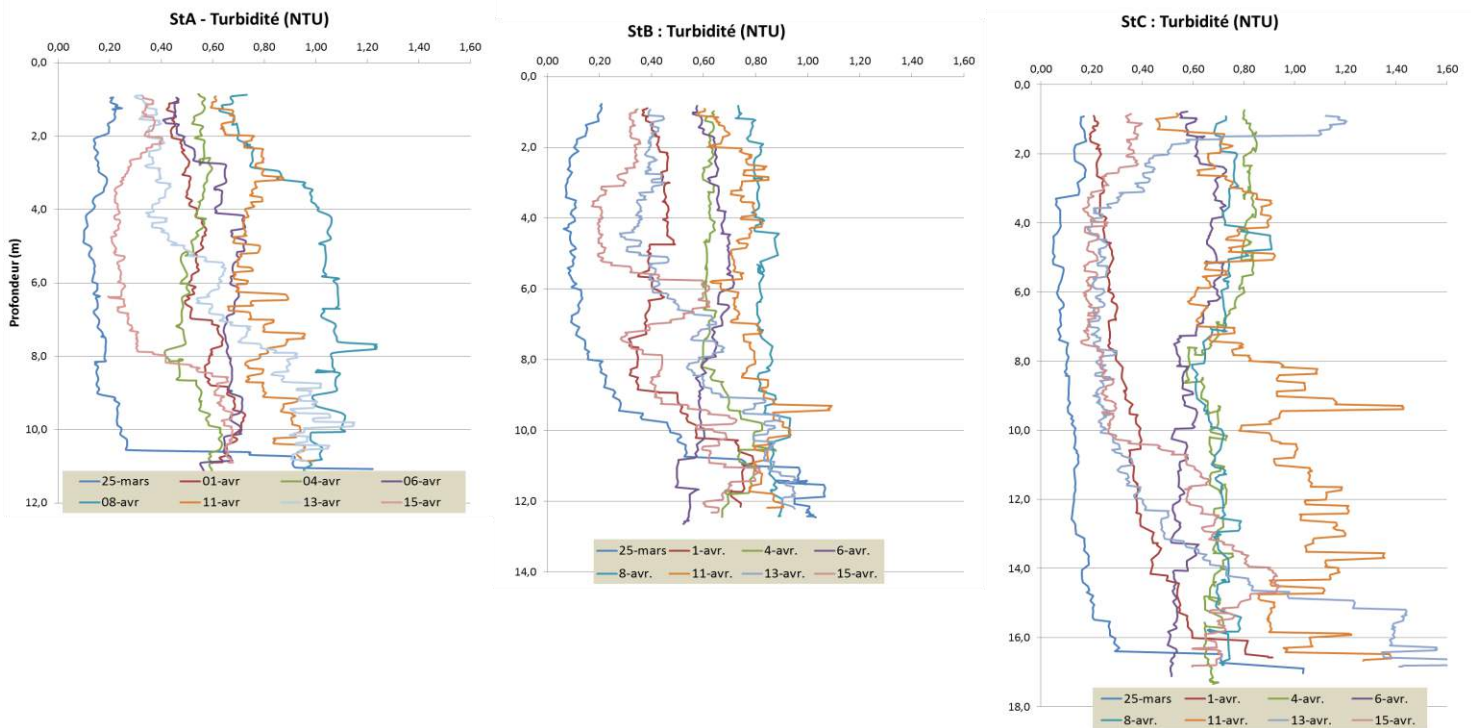 StA - Turbidité (NTU)
0,00 0,20 0,40 0,60 0,80 1,00 1,20 1,40 1,60
0,0
2,0
4,0
6,0
8,0
10,0
12,0
Profondeur (m)
25-mars 01-avr 04-avr 06-avr
08-avr 11-avr 13-avr 15-avr
StB : Turbidité (NTU)
0,00 0,20 0,40 0,60 0,80 1,00 1,20 1,40 1,60
0,0
2,0
4,0
6,0
8,0
10,0
12,0
14,0
25-mars 1-avr. 4-avr. 6-avr.
8-avr. 11-avr. 13-avr. 15-avr.
StC : Turbidité (NTU)
0,00 0,20 0,40 0,60 0,80 1,00 1,20 1,40 1,60
0,0
2,0
4,0
6,0
8,0
10,0
12,0
14,0
16,0
18,0
25-mars 1-avr. 4-avr. 6-avr.
8-avr. 11-avr. 13-avr. 15-avr.